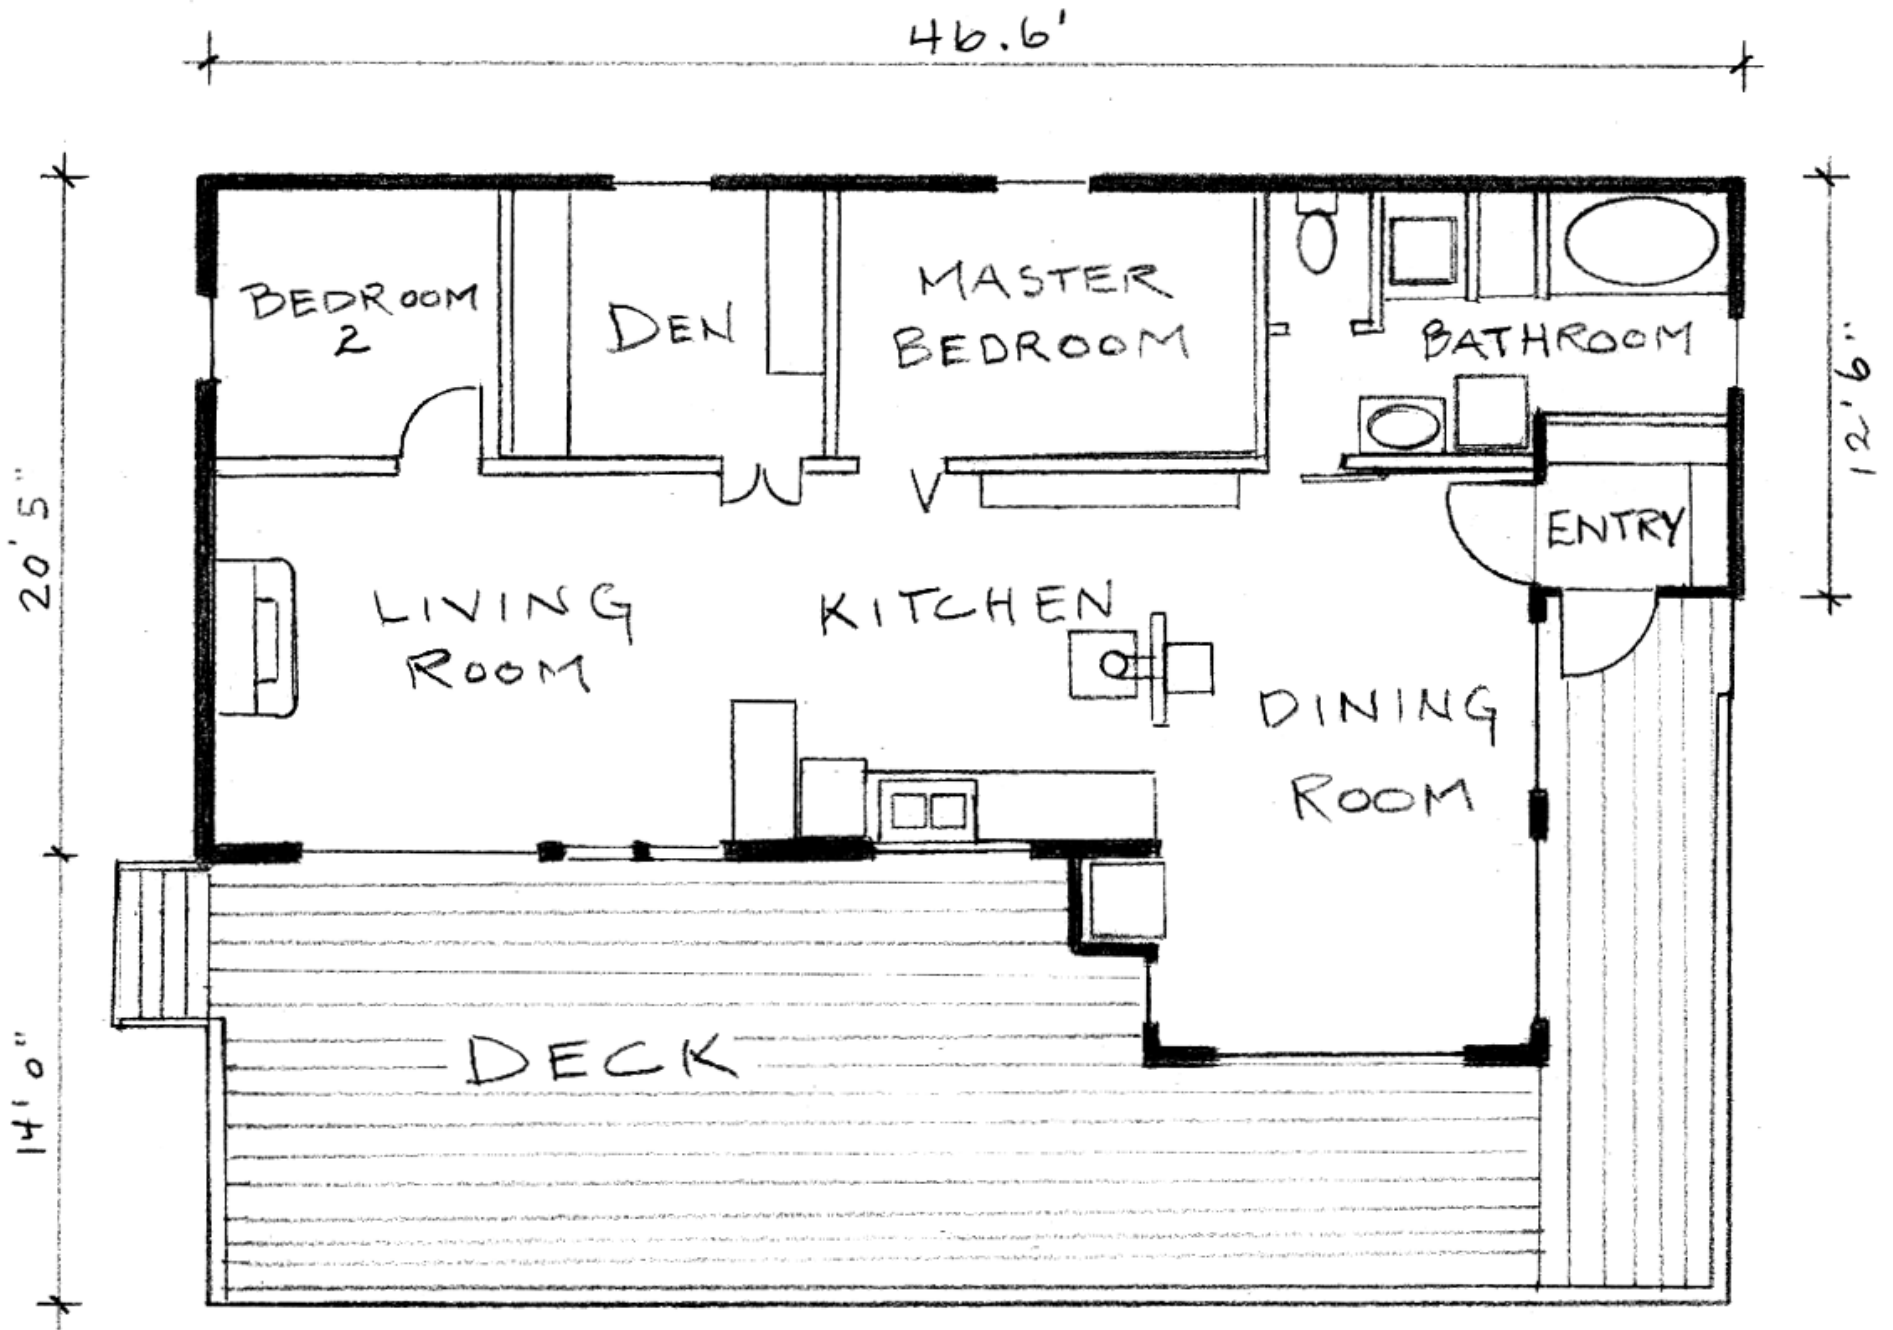 46.6'
BEDROOM
2
DEN
MASTER
BEDROOM
BATHROOM
12'6"
20'5"
ENTRY
LIVING
ROOM
KITCHEN
DINING
ROOM
DECK
14'0"